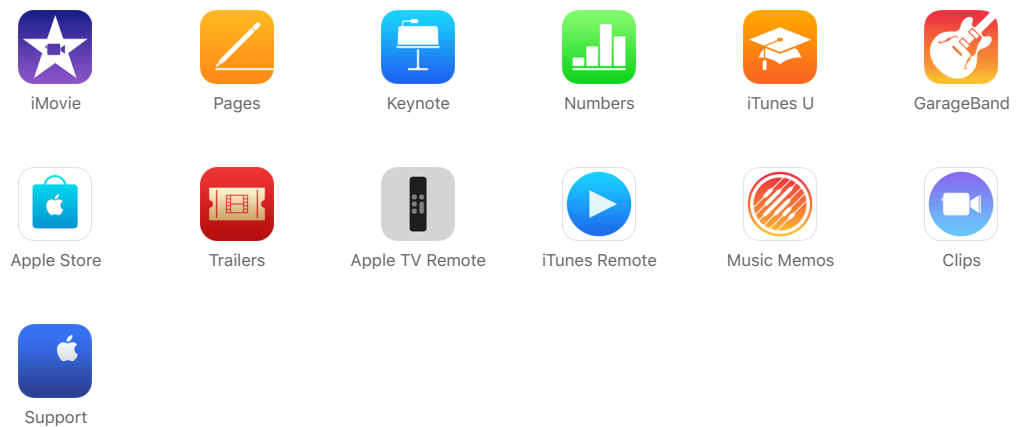 iMovie
Pages
Keynote
Numbers
iTunes U
GarageBand
Apple Store
Trailers
Apple TV Remote
iTunes Remote
Music Memos
Clips
Support